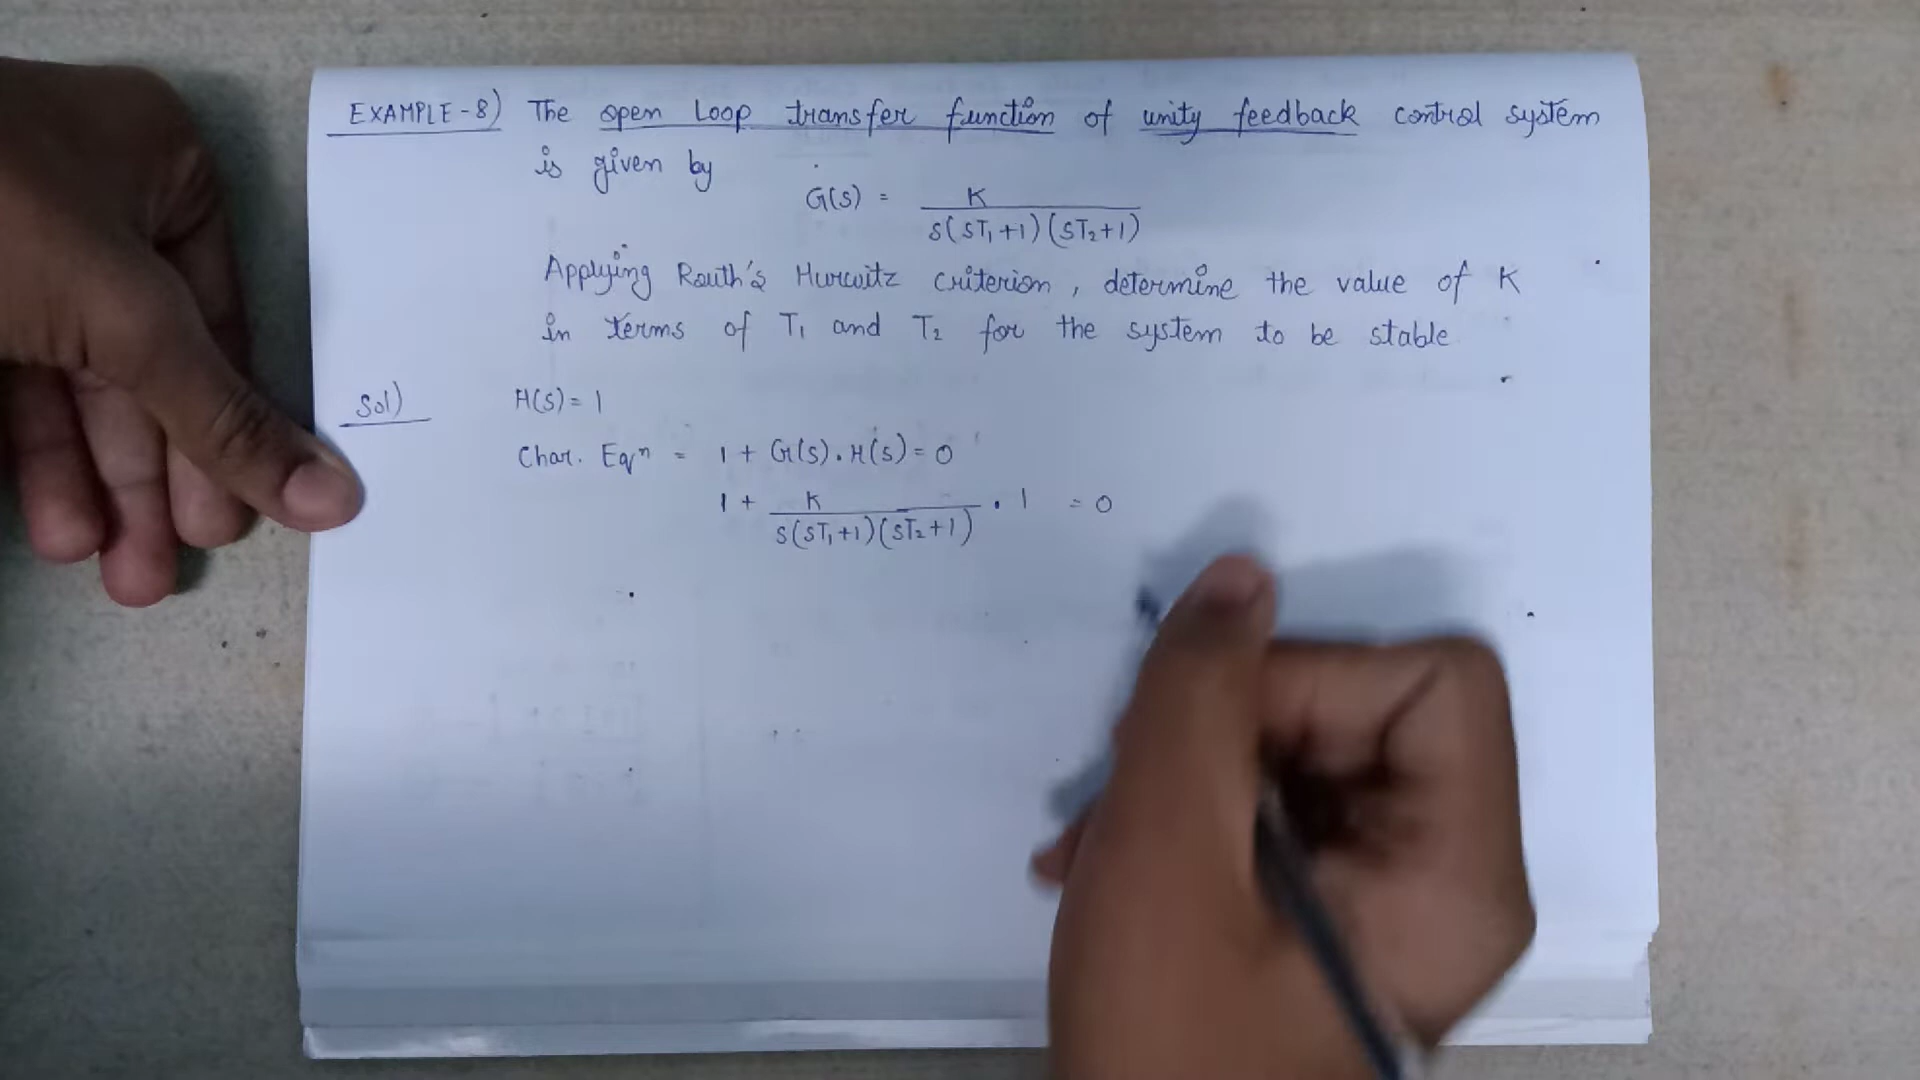 EXAMPLE-8) The open Loop transfer function of unity feedback control system
is given by
G(s) = K / s(sT₁+1)(sT₂+1)
Applying Routh's Hurwitz criterion, determine the value of K
in terms of T₁ and T₂ for the system to be stable
Sol) H(s) = 1
Char. Eqⁿ = 1 + G(s).H(s) = 0
1 + K / s(sT₁+1)(sT₂+1) . 1 = 0